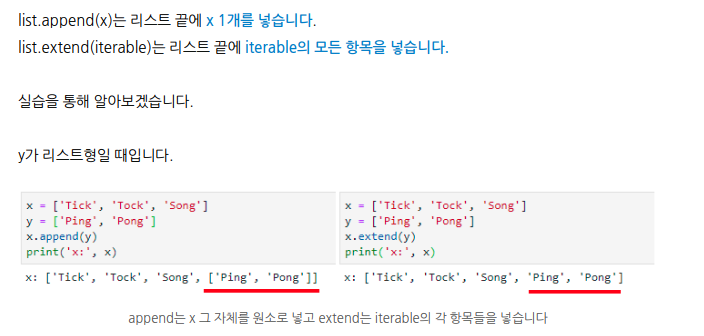 list.append(x)는 리스트 끝에 x 1개를 넣습니다.
list.extend(iterable)는 리스트 끝에 iterable의 모든 항목을 넣습니다.
실습을 통해 알아보겠습니다.
y가 리스트형일 때입니다.
x = ['Tick', 'Tock', 'Song']
y = ['Ping', 'Pong']
x.append(y)
print('x:', x)
x: ['Tick', 'Tock', 'Song', ['Ping', 'Pong']]
x = ['Tick', 'Tock', 'Song']
y = ['Ping', 'Pong']
x.extend(y)
print('x:', x)
x: ['Tick', 'Tock', 'Song', 'Ping', 'Pong']
append는 x 그 자체를 원소로 넣고 extend는 iterable의 각 항목들을 넣습니다